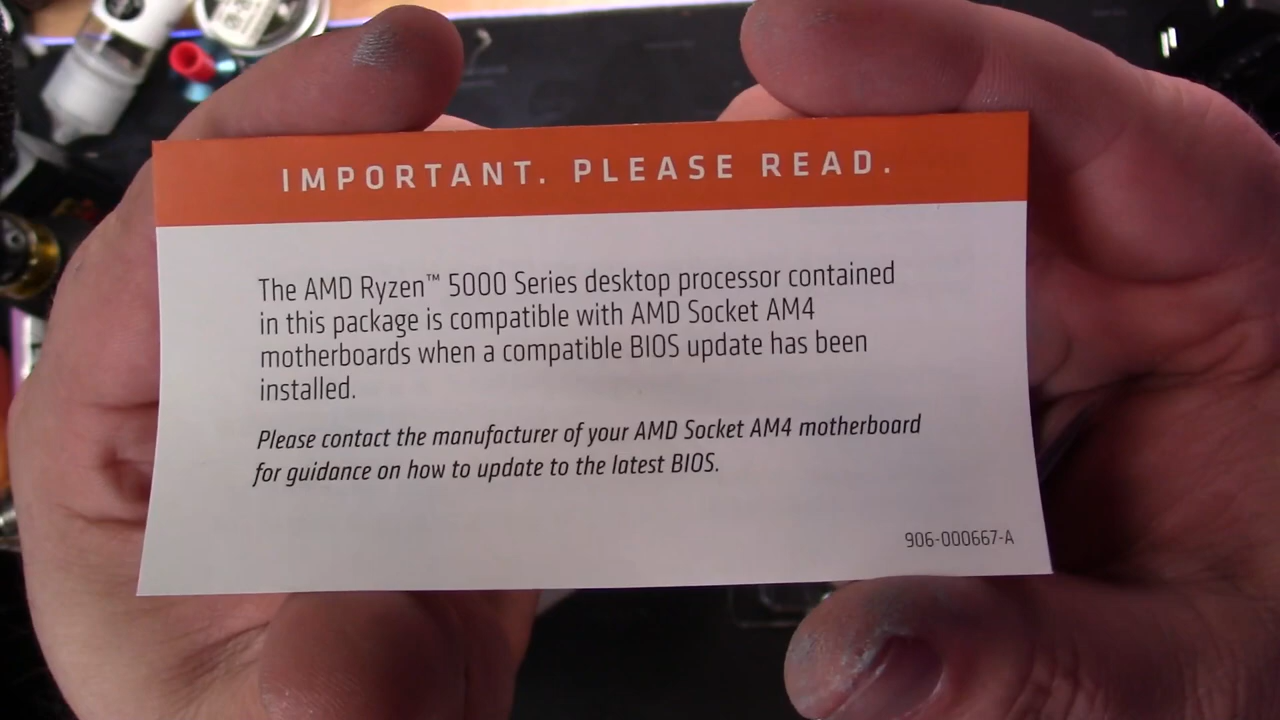 IMPORTANT. PLEASE READ.
The AMD Ryzen™ 5000 Series desktop processor contained
in this package is compatible with AMD Socket AM4
motherboards when a compatible BIOS update has been
installed.
Please contact the manufacturer of your AMD Socket AM4 motherboard
for guidance on how to update to the latest BIOS.
906-000667-A